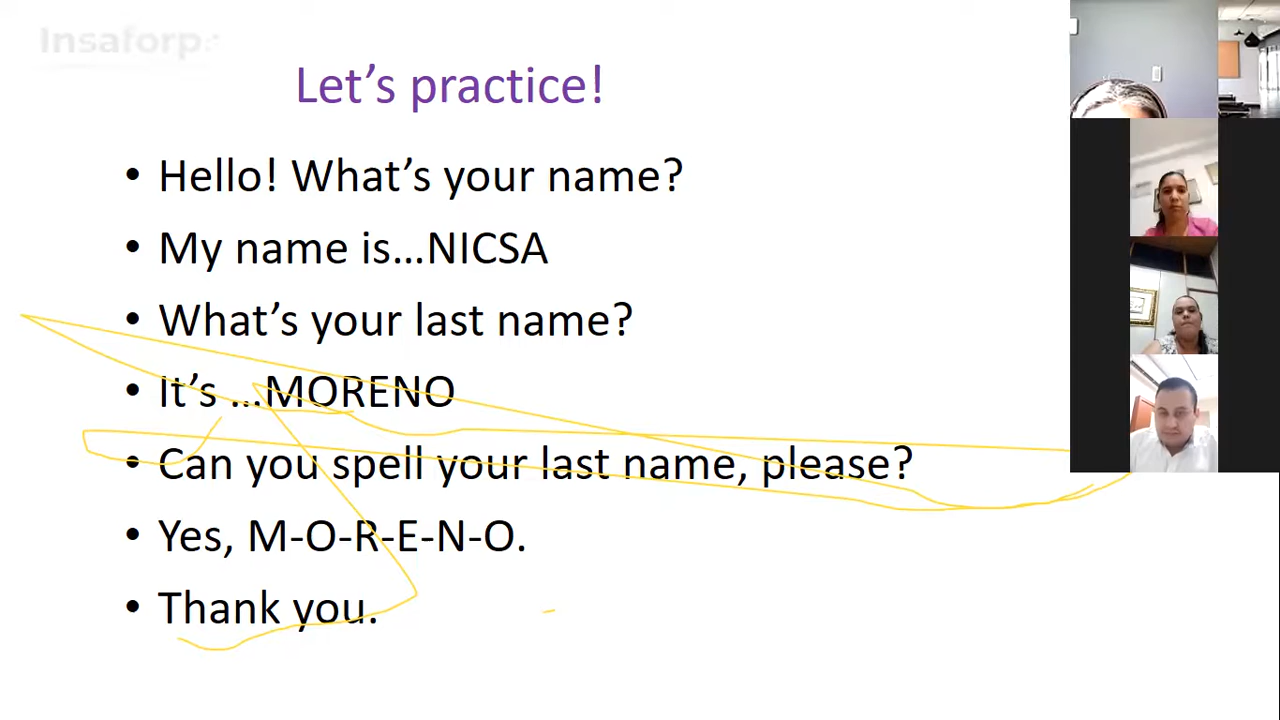 Insaforp
Let's practice!
• Hello! What's your name?
• My name is...NICSA
• What's your last name?
• It's ...MORENO
• Can you spell your last name, please?
• Yes, M-O-R-E-N-O.
• Thank you.